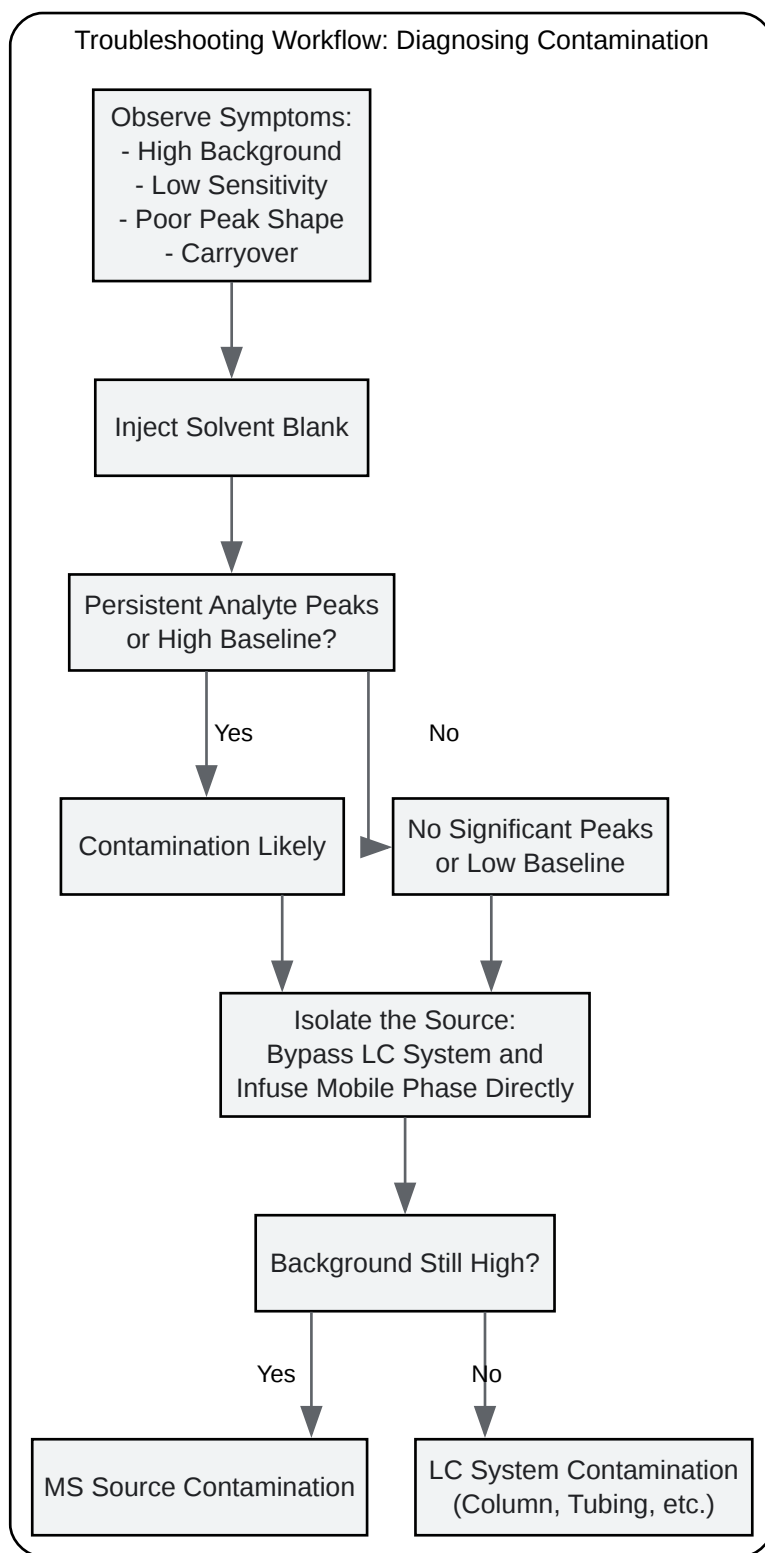 Troubleshooting Workflow: Diagnosing Contamination
Observe Symptoms:
- High Background
- Low Sensitivity
- Poor Peak Shape
- Carryover
Inject Solvent Blank
Persistent Analyte Peaks
or High Baseline?
Yes
No
Contamination Likely
No Significant Peaks
or Low Baseline
Isolate the Source:
Bypass LC System and
Infuse Mobile Phase Directly
Background Still High?
Yes
No
MS Source Contamination
LC System Contamination
(Column, Tubing, etc.)